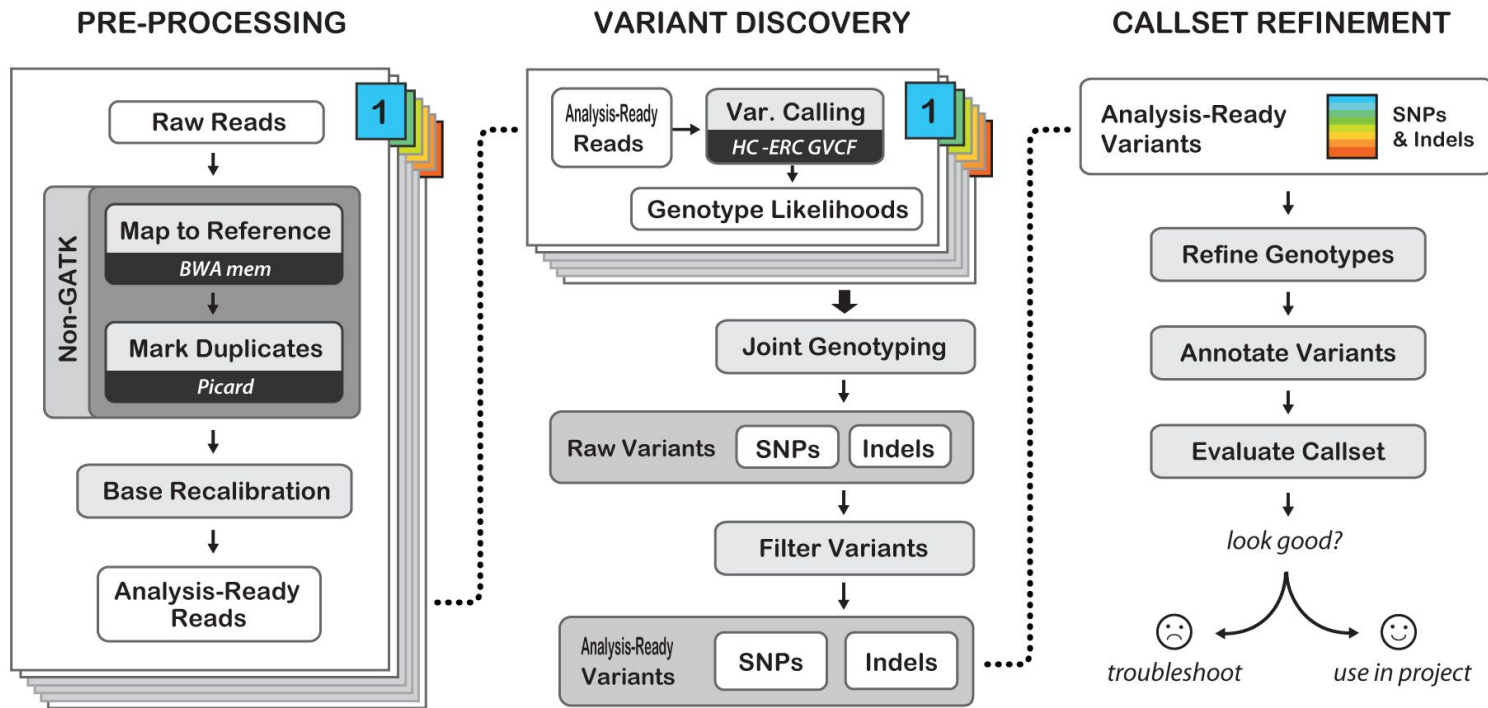 PRE-PROCESSING
1
Raw Reads
Non-GATK
Map to Reference
BWA mem
Mark Duplicates
Picard
Base Recalibration
Analysis-Ready
Reads
VARIANT DISCOVERY
1
Analysis-Ready
Reads
Var. Calling
HC -ERC GVCF
Genotype Likelihoods
Joint Genotyping
Raw Variants
SNPs
Indels
Filter Variants
Analysis-Ready
Variants
SNPs
Indels
CALLSET REFINEMENT
Analysis-Ready
Variants
SNPs
& Indels
Refine Genotypes
Annotate Variants
Evaluate Callset
look good?
troubleshoot
use in project